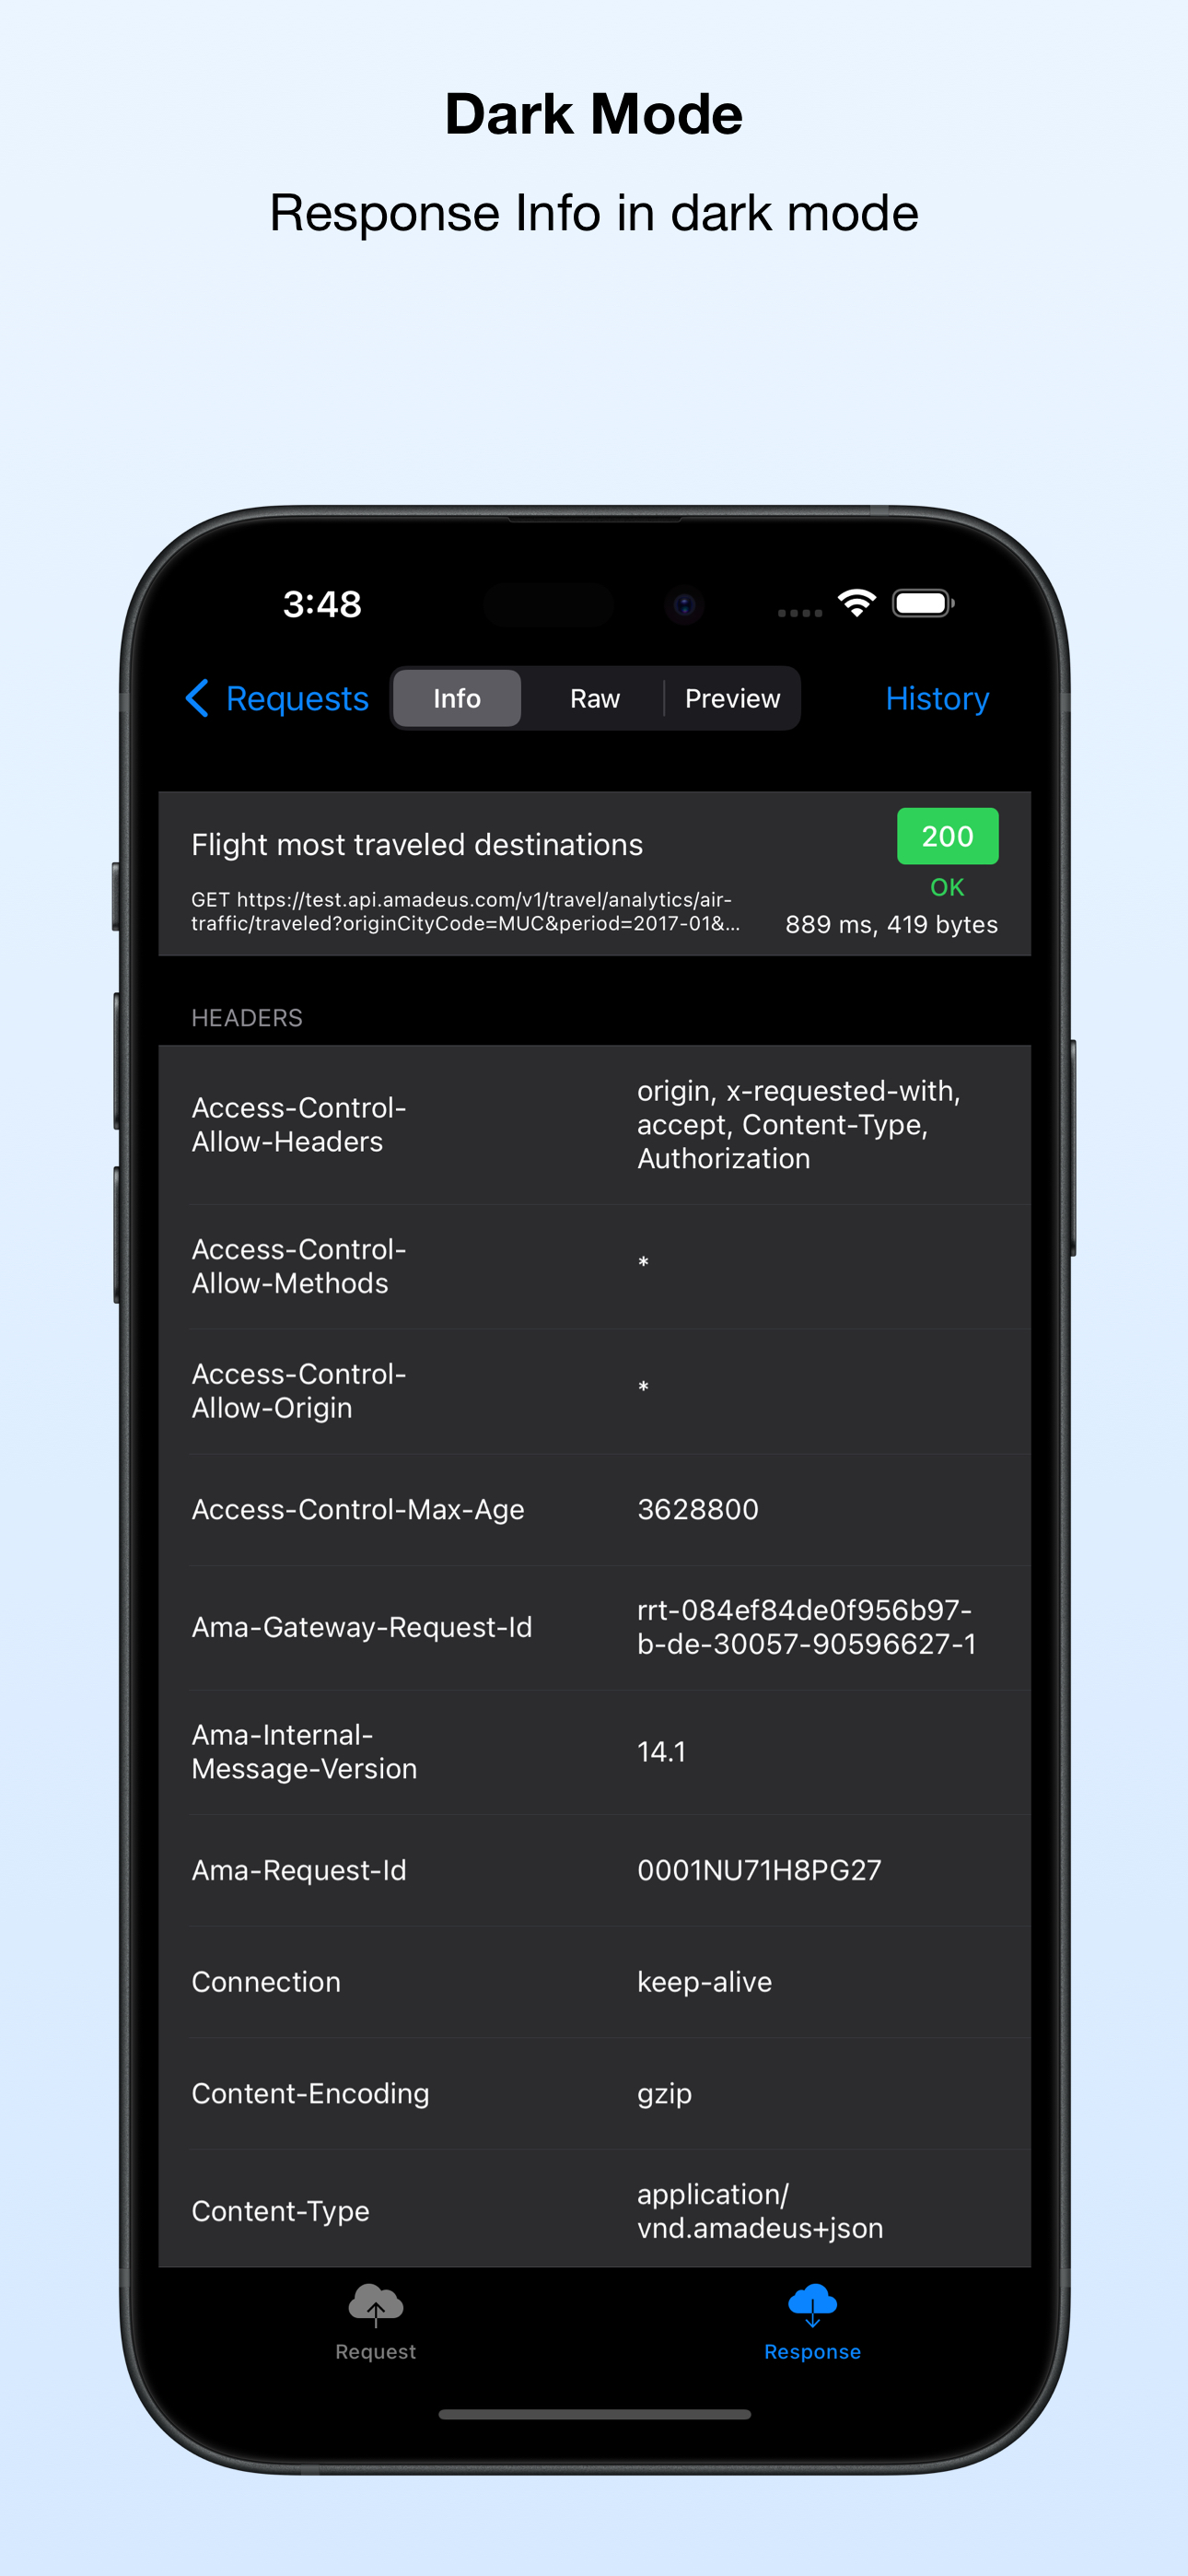 Dark Mode
Response Info in dark mode
3:48
Requests
Info
Raw
Preview
History
Flight most traveled destinations
200
OK
GET https://test.api.amadeus.com/v1/travel/analytics/air-
traffic/traveled?originCityCode=MUC&period=2017-01&...
889 ms, 419 bytes
HEADERS
Access-Control-
Allow-Headers
origin, x-requested-with,
accept, Content-Type,
Authorization
Access-Control-
Allow-Methods
*
Access-Control-
Allow-Origin
*
Access-Control-Max-Age
3628800
Ama-Gateway-Request-Id
rrt-084ef84de0f956b97-
b-de-30057-90596627-1
Ama-Internal-
Message-Version
14.1
Ama-Request-Id
0001NU71H8PG27
Connection
keep-alive
Content-Encoding
gzip
Content-Type
application/
vnd.amadeus+json
Request
Response